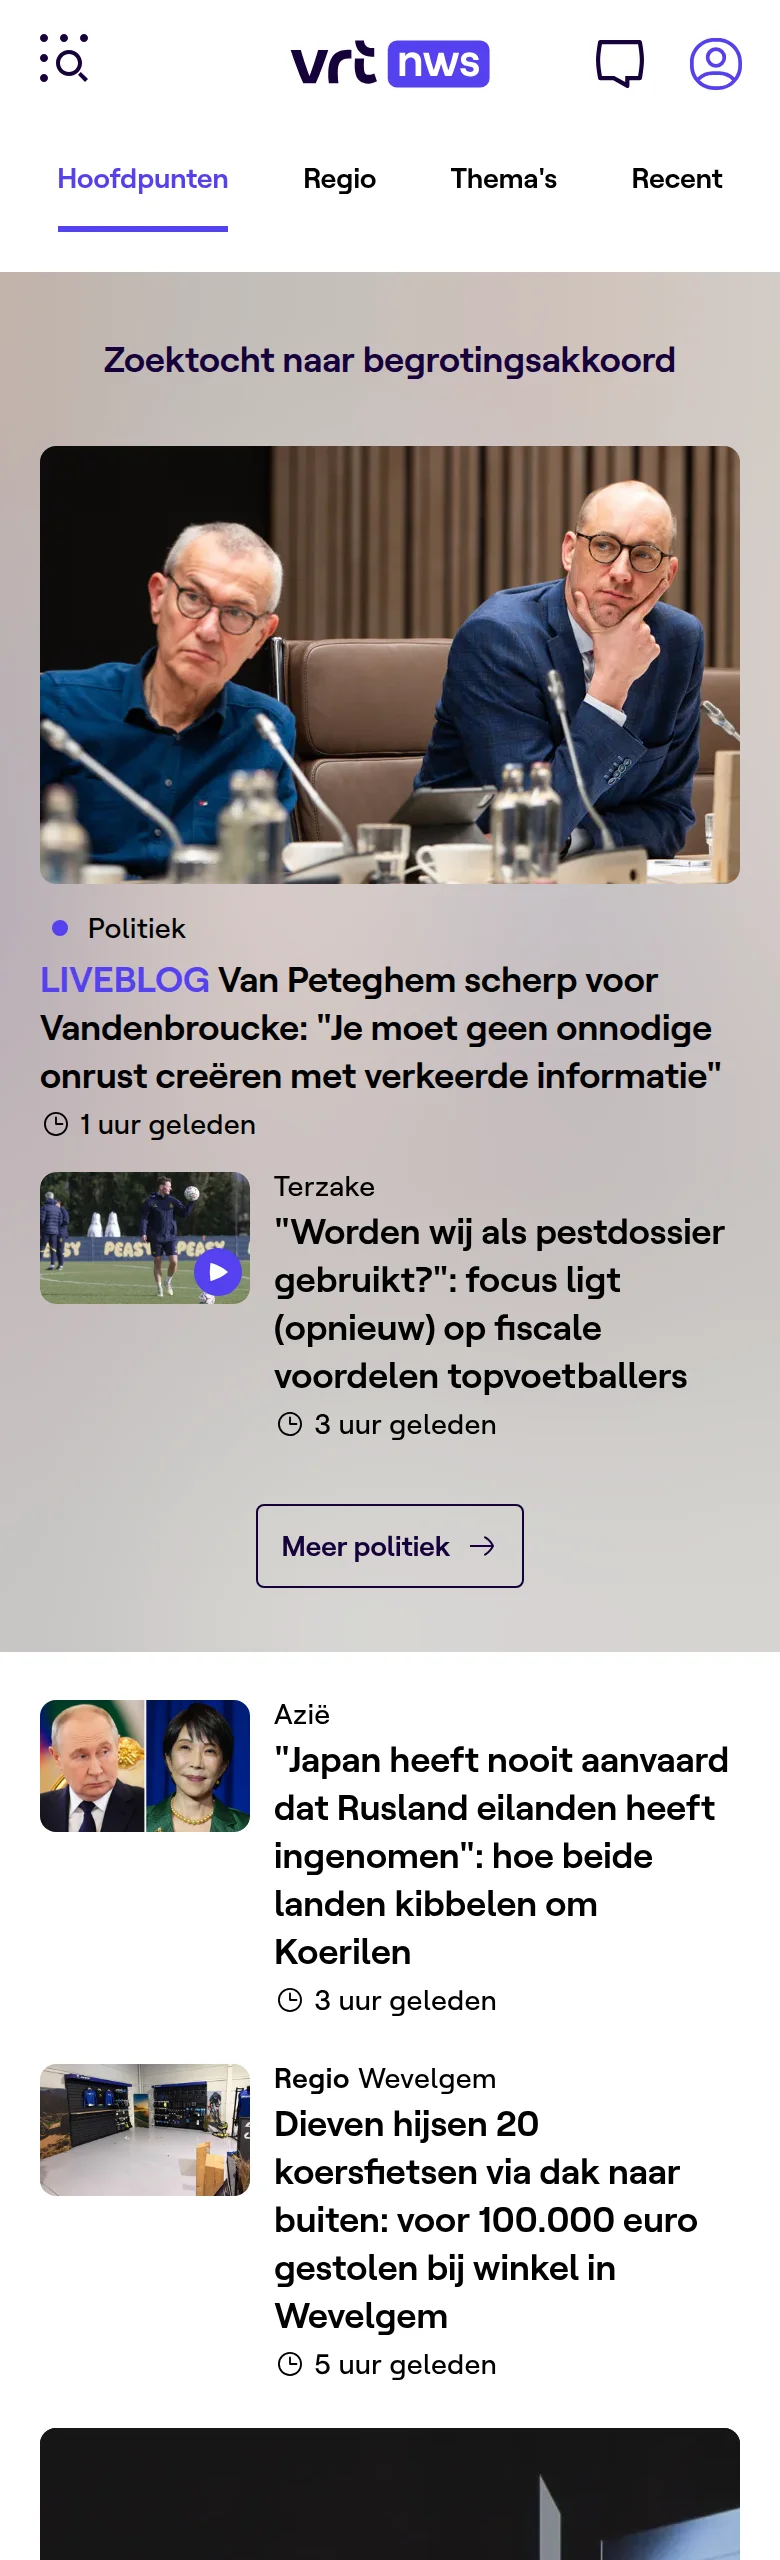 vrt nws
Hoofdpunten
Regio
Thema's
Recent
Zoektocht naar begrotingsakkoord
Politiek
LIVEBLOG Van Peteghem scherp voor
Vandenbroucke: "Je moet geen onnodige
onrust creëren met verkeerde informatie"
1 uur geleden
PEASY
PEASY
Terzake
"Worden wij als pestdossier
gebruikt?": focus ligt
(opnieuw) op fiscale
voordelen topvoetballers
3 uur geleden
Meer politiek
Azië
"Japan heeft nooit aanvaard
dat Rusland eilanden heeft
ingenomen": hoe beide
landen kibbelen om
Koerilen
3 uur geleden
Regio Wevelgem
Dieven hijsen 20
koersfietsen via dak naar
buiten: voor 100.000 euro
gestolen bij winkel in
Wevelgem
5 uur geleden